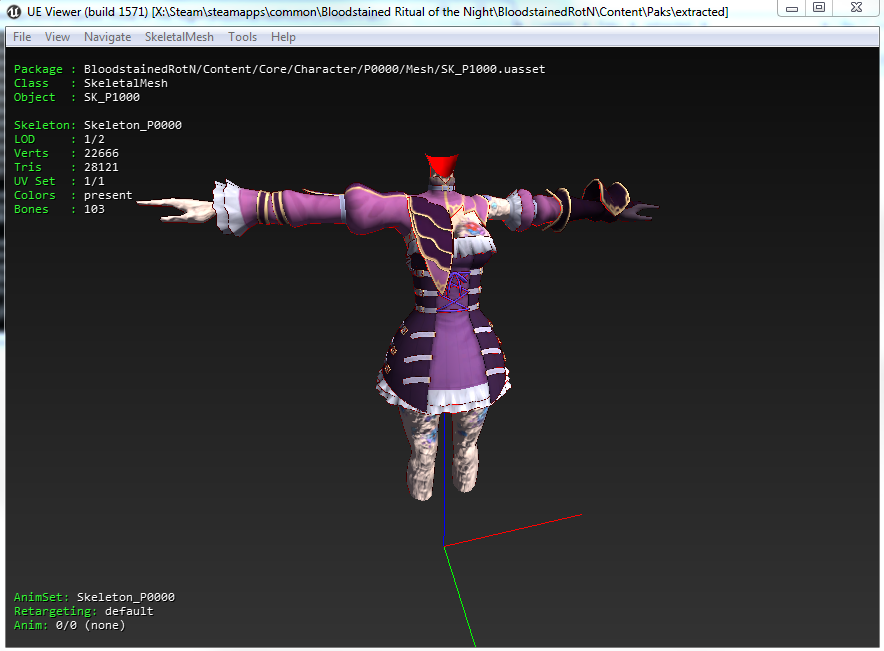 UE Viewer (build 1571) [X:\Steam\steamapps\common\Bloodstained Ritual of the Night\BloodstainedRotN\Content\Paks\extracted]
File View Navigate SkeletalMesh Tools Help
Package : BloodstainedRotN/Content/Core/Character/P0000/Mesh/SK_P1000.uasset
Class : SkeletalMesh
Object : SK_P1000
Skeleton: Skeleton_P0000
LOD : 1/2
Verts : 22666
Tris : 28121
UV Set : 1/1
Colors : present
Bones : 103
AnimSet: Skeleton_P0000
Retargeting: default
Anim: 0/0 (none)